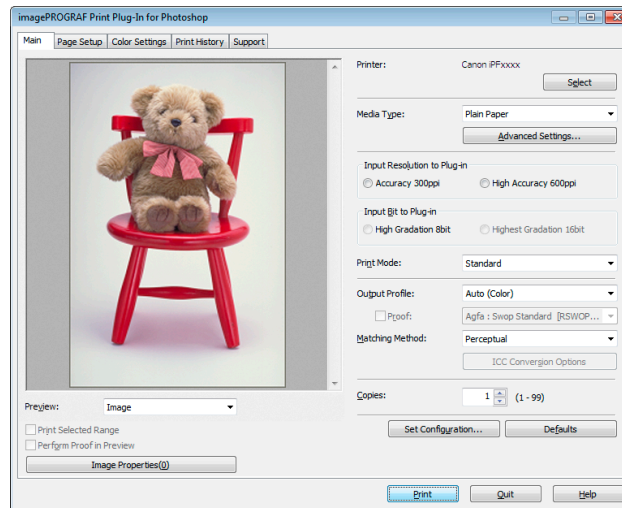 imagePROGRAF Print Plug-In for Photoshop
Main Page Setup Color Settings Print History Support
Printer: Canon iPFxxxx
Select
Media Type: Plain Paper
Advanced Settings...
Input Resolution to Plug-in
Accuracy 300ppi High Accuracy 600ppi
Input Bit to Plug-in
High Gradation 8bit Highest Gradation 16bit
Print Mode: Standard
Output Profile: Auto (Color)
Proof: Agfa : Swop Standard [RSWOP...
Matching Method: Perceptual
ICC Conversion Options
Copies: 1 (1 - 99)
Preview: Image
Print Selected Range
Perform Proof in Preview
Set Configuration... Defaults
Image Properties(O)
Print Quit Help